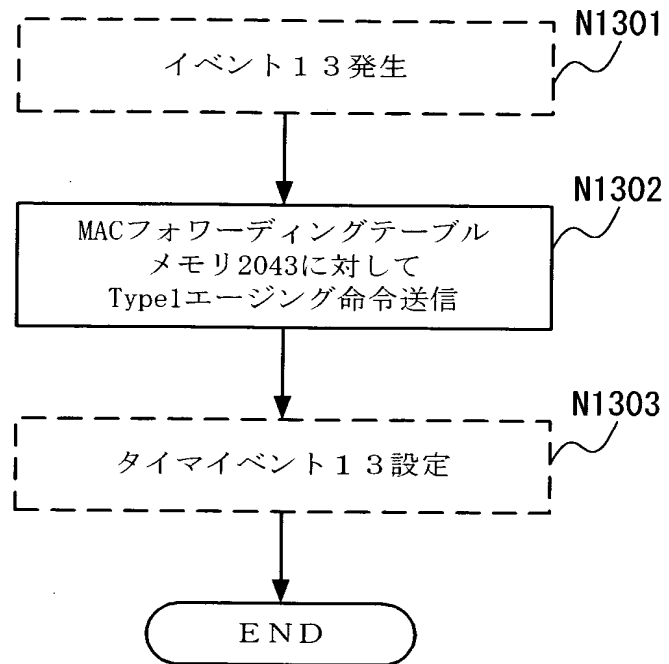 N1301
イベント１３発生
N1302
MACフォワーディングテーブル
メモリ2043に対して
Type1エージング命令送信
N1303
タイマイベント１３設定
ＥＮＤ